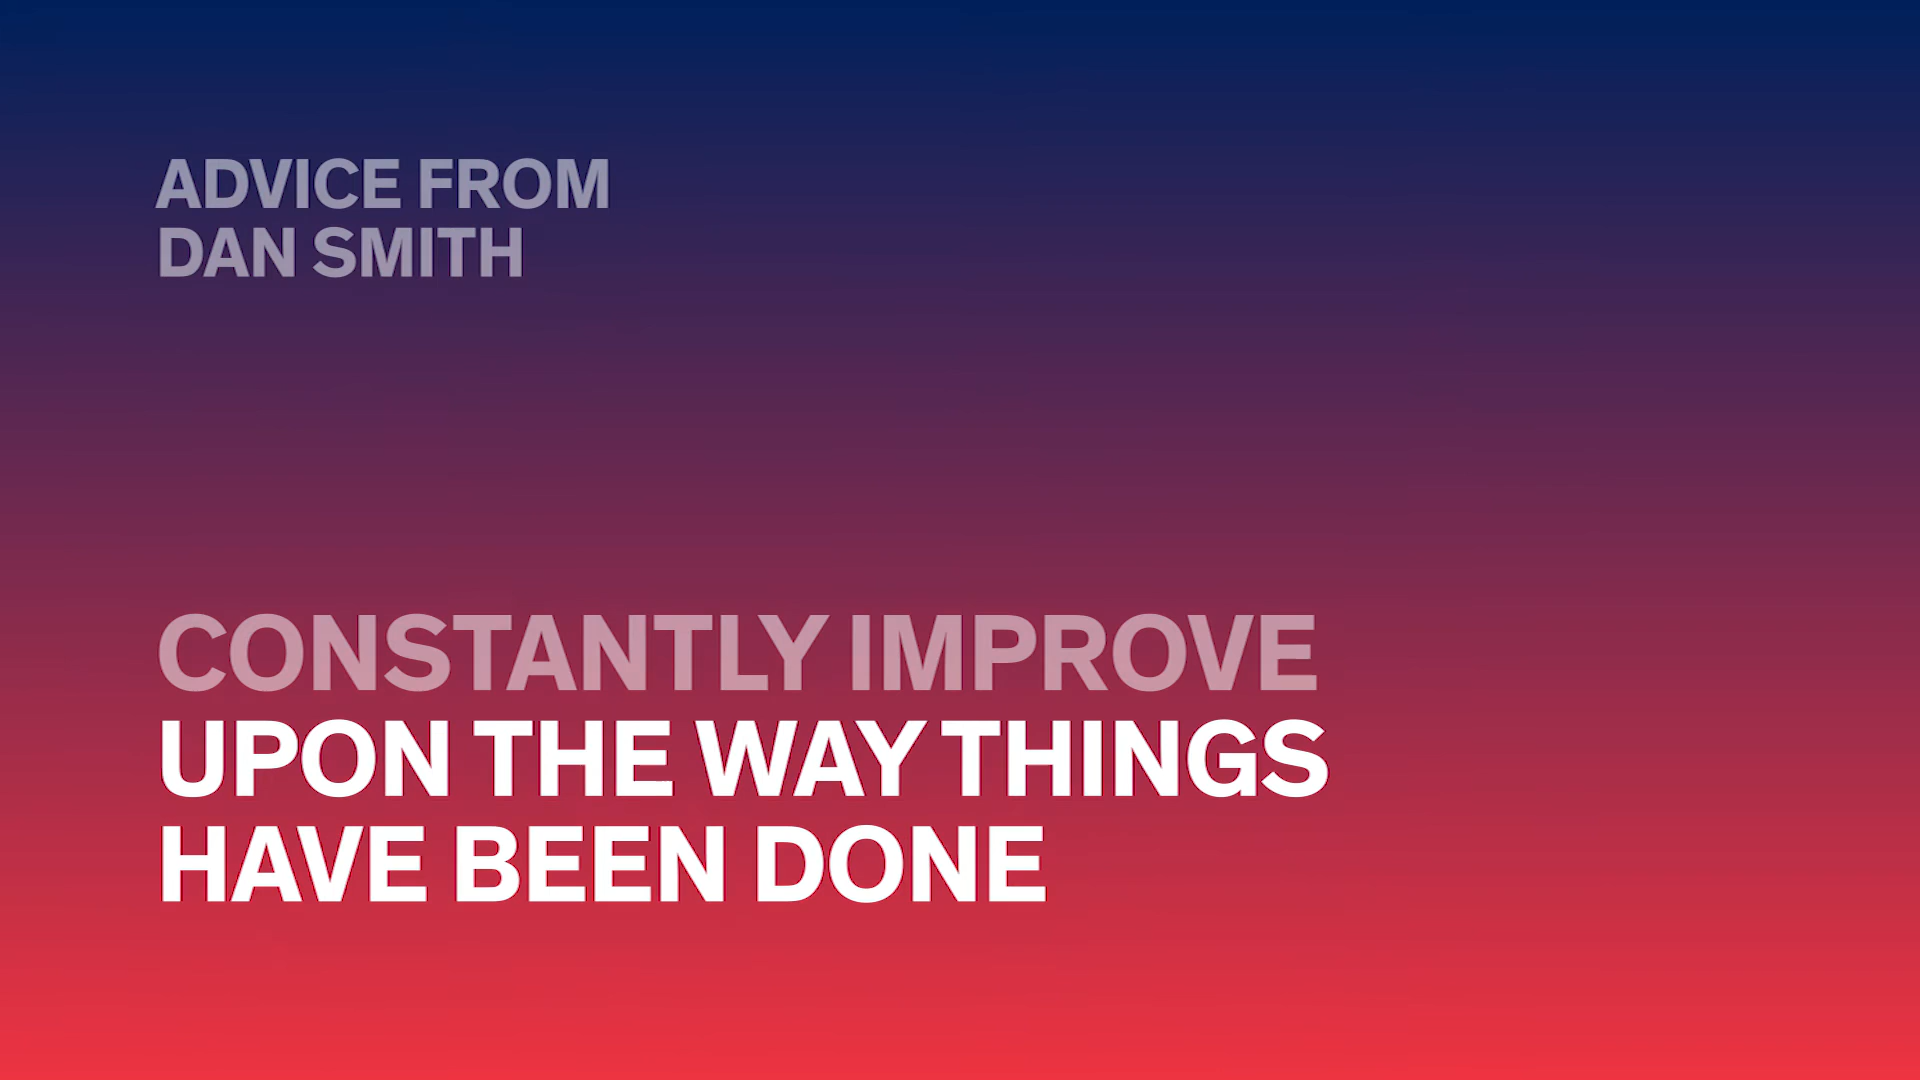 ADVICE FROM
DAN SMITH
CONSTANTLY IMPROVE
UPON THE WAY THINGS
HAVE BEEN DONE